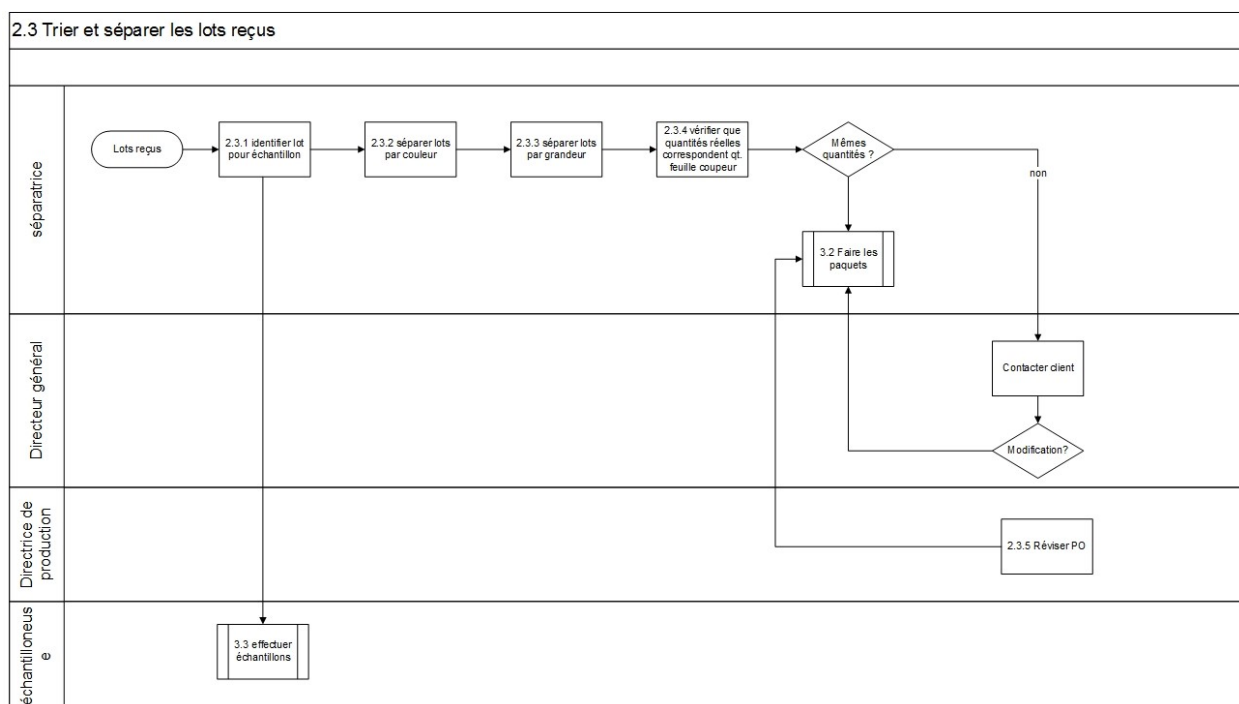 2.3 Trier et séparer les lots reçus
séparatrice
Lots reçus
2.3.1 identifier lot
pour échantillon
2.3.2 séparer lots
par couleur
2.3.3 séparer lots
par grandeur
2.3.4 vérifier que
quantités réelles
correspondent qt.
feuille coupeur
Mêmes
quantités ?
non
3.2 Faire les
paquets
Directeur général
Contacter client
Modification?
Directrice de
production
2.3.5 Réviser PO
échantilloneus
e
3.3 effectuer
échantillons